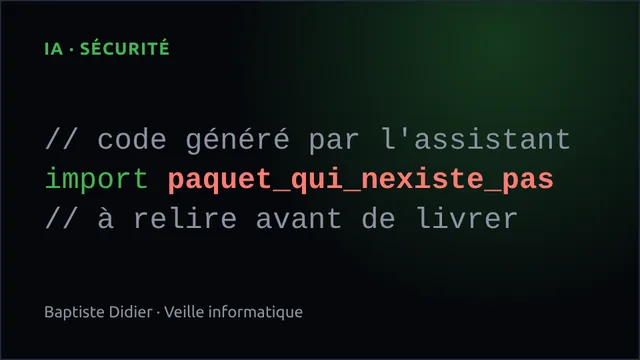 IA · SÉCURITÉ
// code généré par l'assistant
import paquet_qui_nexiste_pas
// à relire avant de livrer
Baptiste Didier · Veille informatique